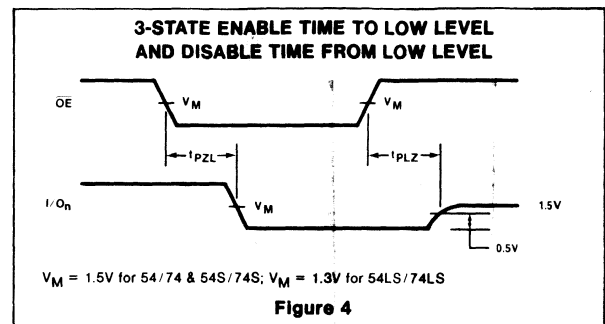 3-STATE ENABLE TIME TO LOW LEVEL
AND DISABLE TIME FROM LOW LEVEL
OE
VM
VM
tPZL
tPLZ
I/On
VM
1.5V
0.5V
VM = 1.5V for 54/74 & 54S/74S; VM = 1.3V for 54LS/74LS
Figure 4